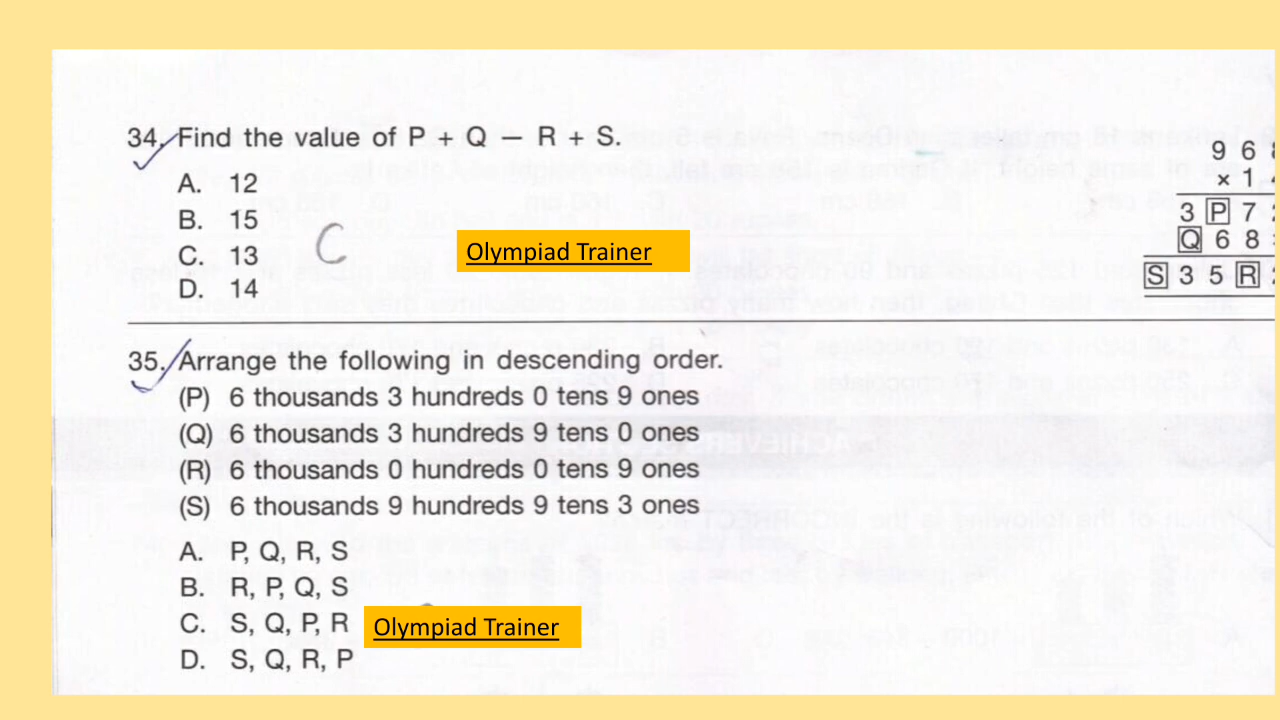 34. Find the value of P + Q − R + S.
A. 12
B. 15
C. 13
D. 14
C
Olympiad Trainer
9 6
×1
3 P 7
Q 6 8
S 3 5 R
35. Arrange the following in descending order.
(P) 6 thousands 3 hundreds 0 tens 9 ones
(Q) 6 thousands 3 hundreds 9 tens 0 ones
(R) 6 thousands 0 hundreds 0 tens 9 ones
(S) 6 thousands 9 hundreds 9 tens 3 ones
A. P, Q, R, S
B. R, P, Q, S
C. S, Q, P, R
D. S, Q, R, P
Olympiad Trainer